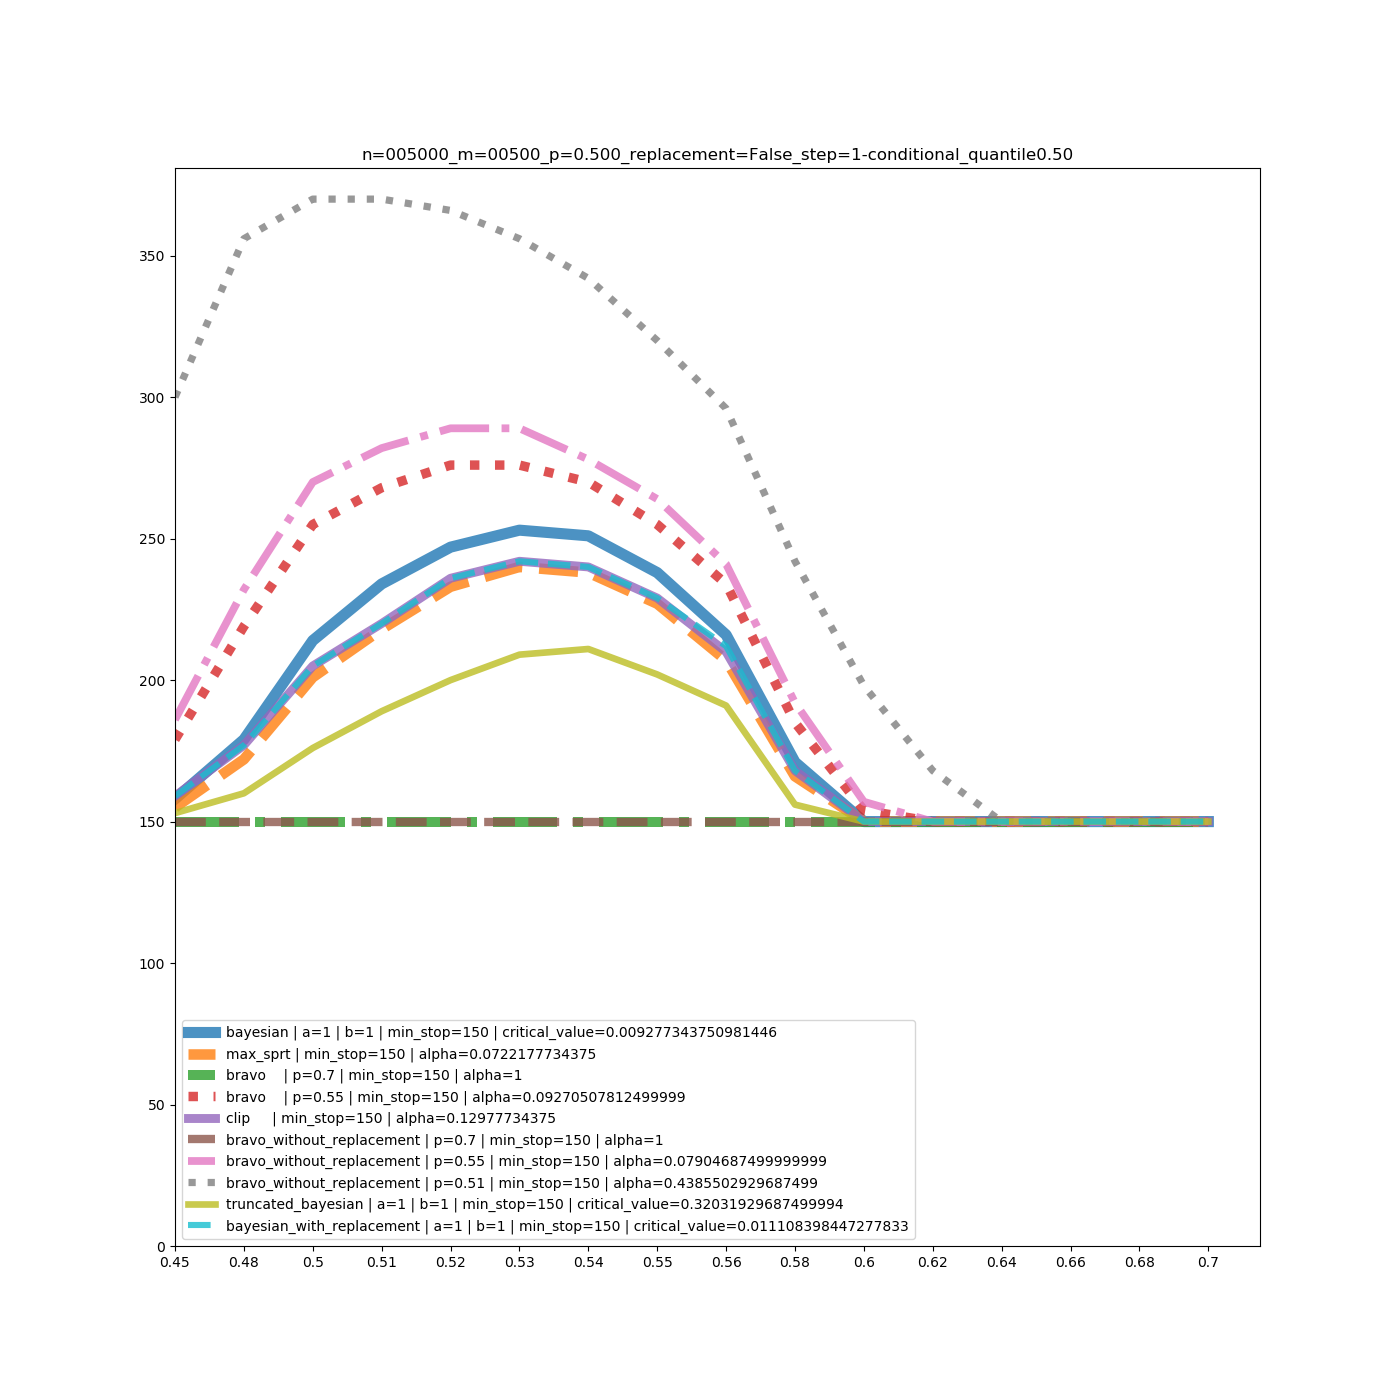 n=005000_m=00500_p=0.500_replacement=False_step=1-conditional_quantile0.50
350
300
250
200
150
100
50
0
bayesian | a=1 | b=1 | min_stop=150 | critical_value=0.009277343750981446
max_sprt | min_stop=150 | alpha=0.0722177734375
bravo | p=0.7 | min_stop=150 | alpha=1
bravo | p=0.55 | min_stop=150 | alpha=0.09270507812499999
clip | min_stop=150 | alpha=0.12977734375
bravo_without_replacement | p=0.7 | min_stop=150 | alpha=1
bravo_without_replacement | p=0.55 | min_stop=150 | alpha=0.07904687499999999
bravo_without_replacement | p=0.51 | min_stop=150 | alpha=0.4385502929687499
truncated_bayesian | a=1 | b=1 | min_stop=150 | critical_value=0.32031929687499994
bayesian_with_replacement | a=1 | b=1 | min_stop=150 | critical_value=0.011108398447277833
0.45 0.48 0.5 0.51 0.52 0.53 0.54 0.55 0.56 0.58 0.6 0.62 0.64 0.66 0.68 0.7